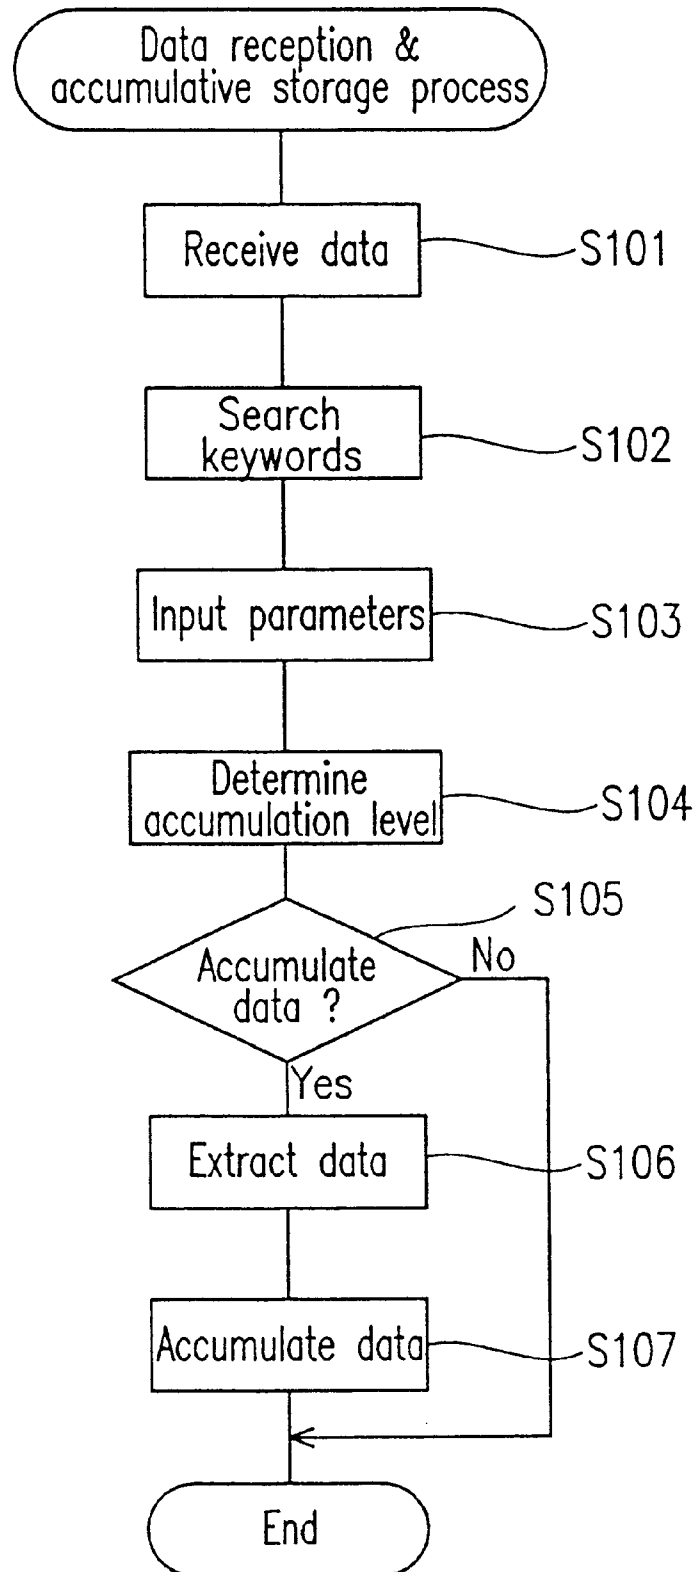 Data reception &
accumulative storage process
Receive data
S101
Search
keywords
S102
Input parameters
S103
Determine
accumulation level
S104
S105
Accumulate
data ?
No
Yes
Extract data
S106
Accumulate data
S107
End